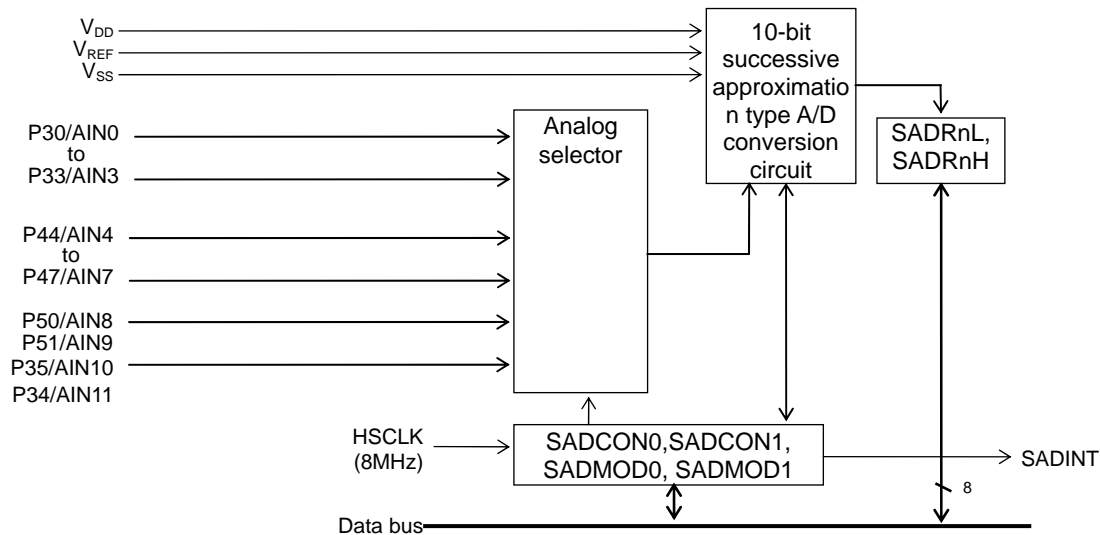 VDD
VREF
VSS
10-bit
successive
approximatio
n type A/D
conversion
circuit
SADRnL,
SADRnH
P30/AIN0
to
P33/AIN3
Analog
selector
P44/AIN4
to
P47/AIN7
P50/AIN8
P51/AIN9
P35/AIN10
P34/AIN11
HSCLK
(8MHz)
SADCON0,SADCON1,
SADMOD0, SADMOD1
SADINT
8
Data bus